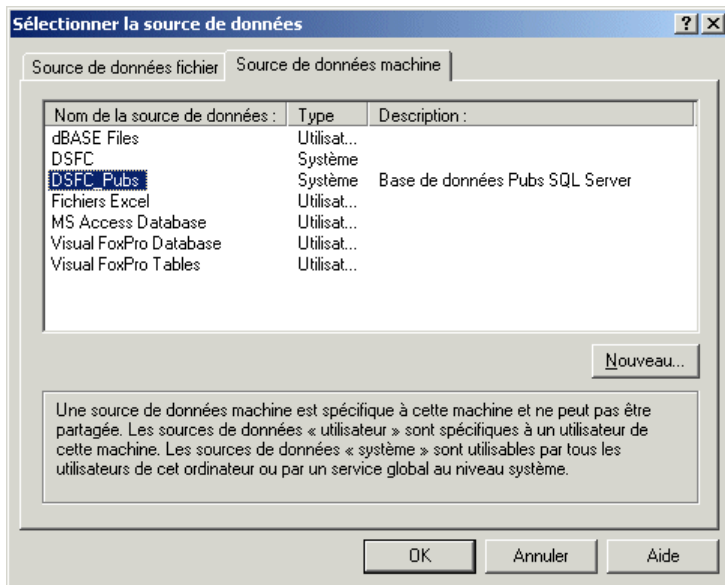 Sélectionner la source de données
Source de données fichier Source de données machine
Nom de la source de données : Type Description :
dBASE Files Utilisat...
DSFC Système
DSFC_Pubs Système Base de données Pubs SQL Server
Fichiers Excel Utilisat...
MS Access Database Utilisat...
Visual FoxPro Database Utilisat...
Visual FoxPro Tables Utilisat...
Nouveau...
Une source de données machine est spécifique à cette machine et ne peut pas être
partagée. Les sources de données « utilisateur » sont spécifiques à un utilisateur de
cette machine. Les sources de données « système » sont utilisables par tous les
utilisateurs de cet ordinateur ou par un service global au niveau système.
OK Annuler Aide